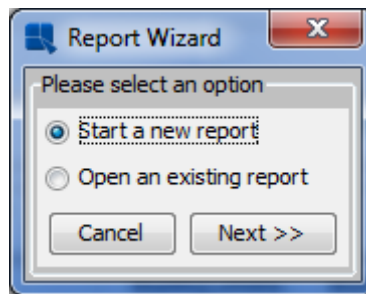 Report Wizard
Please select an option
Start a new report
Open an existing report
Cancel
Next >>